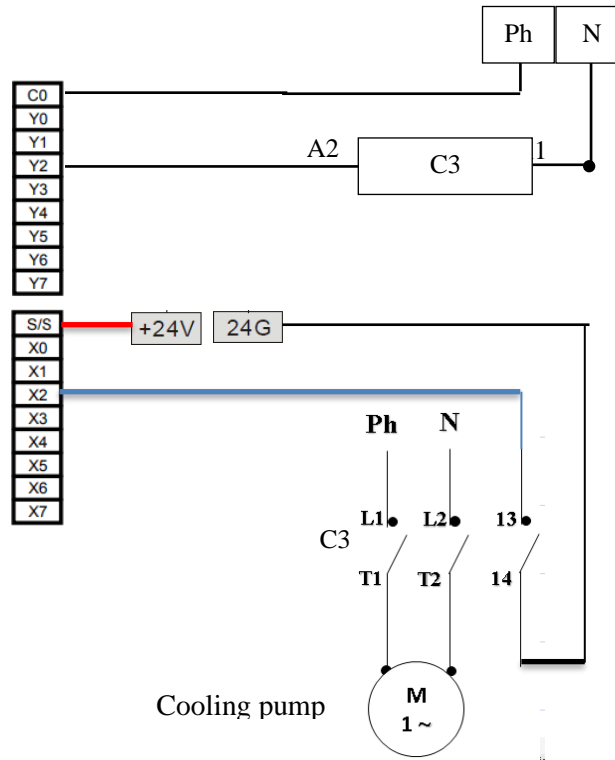 Ph N
C0
Y0
Y1
Y2
Y3
Y4
Y5
Y6
Y7
A2 C3 1
S/S +24V 24G
X0
X1
X2
X3
X4
X5
X6
X7
Ph N
L1 L2 13
C3
T1 T2 14
M
1 ~
Cooling pump